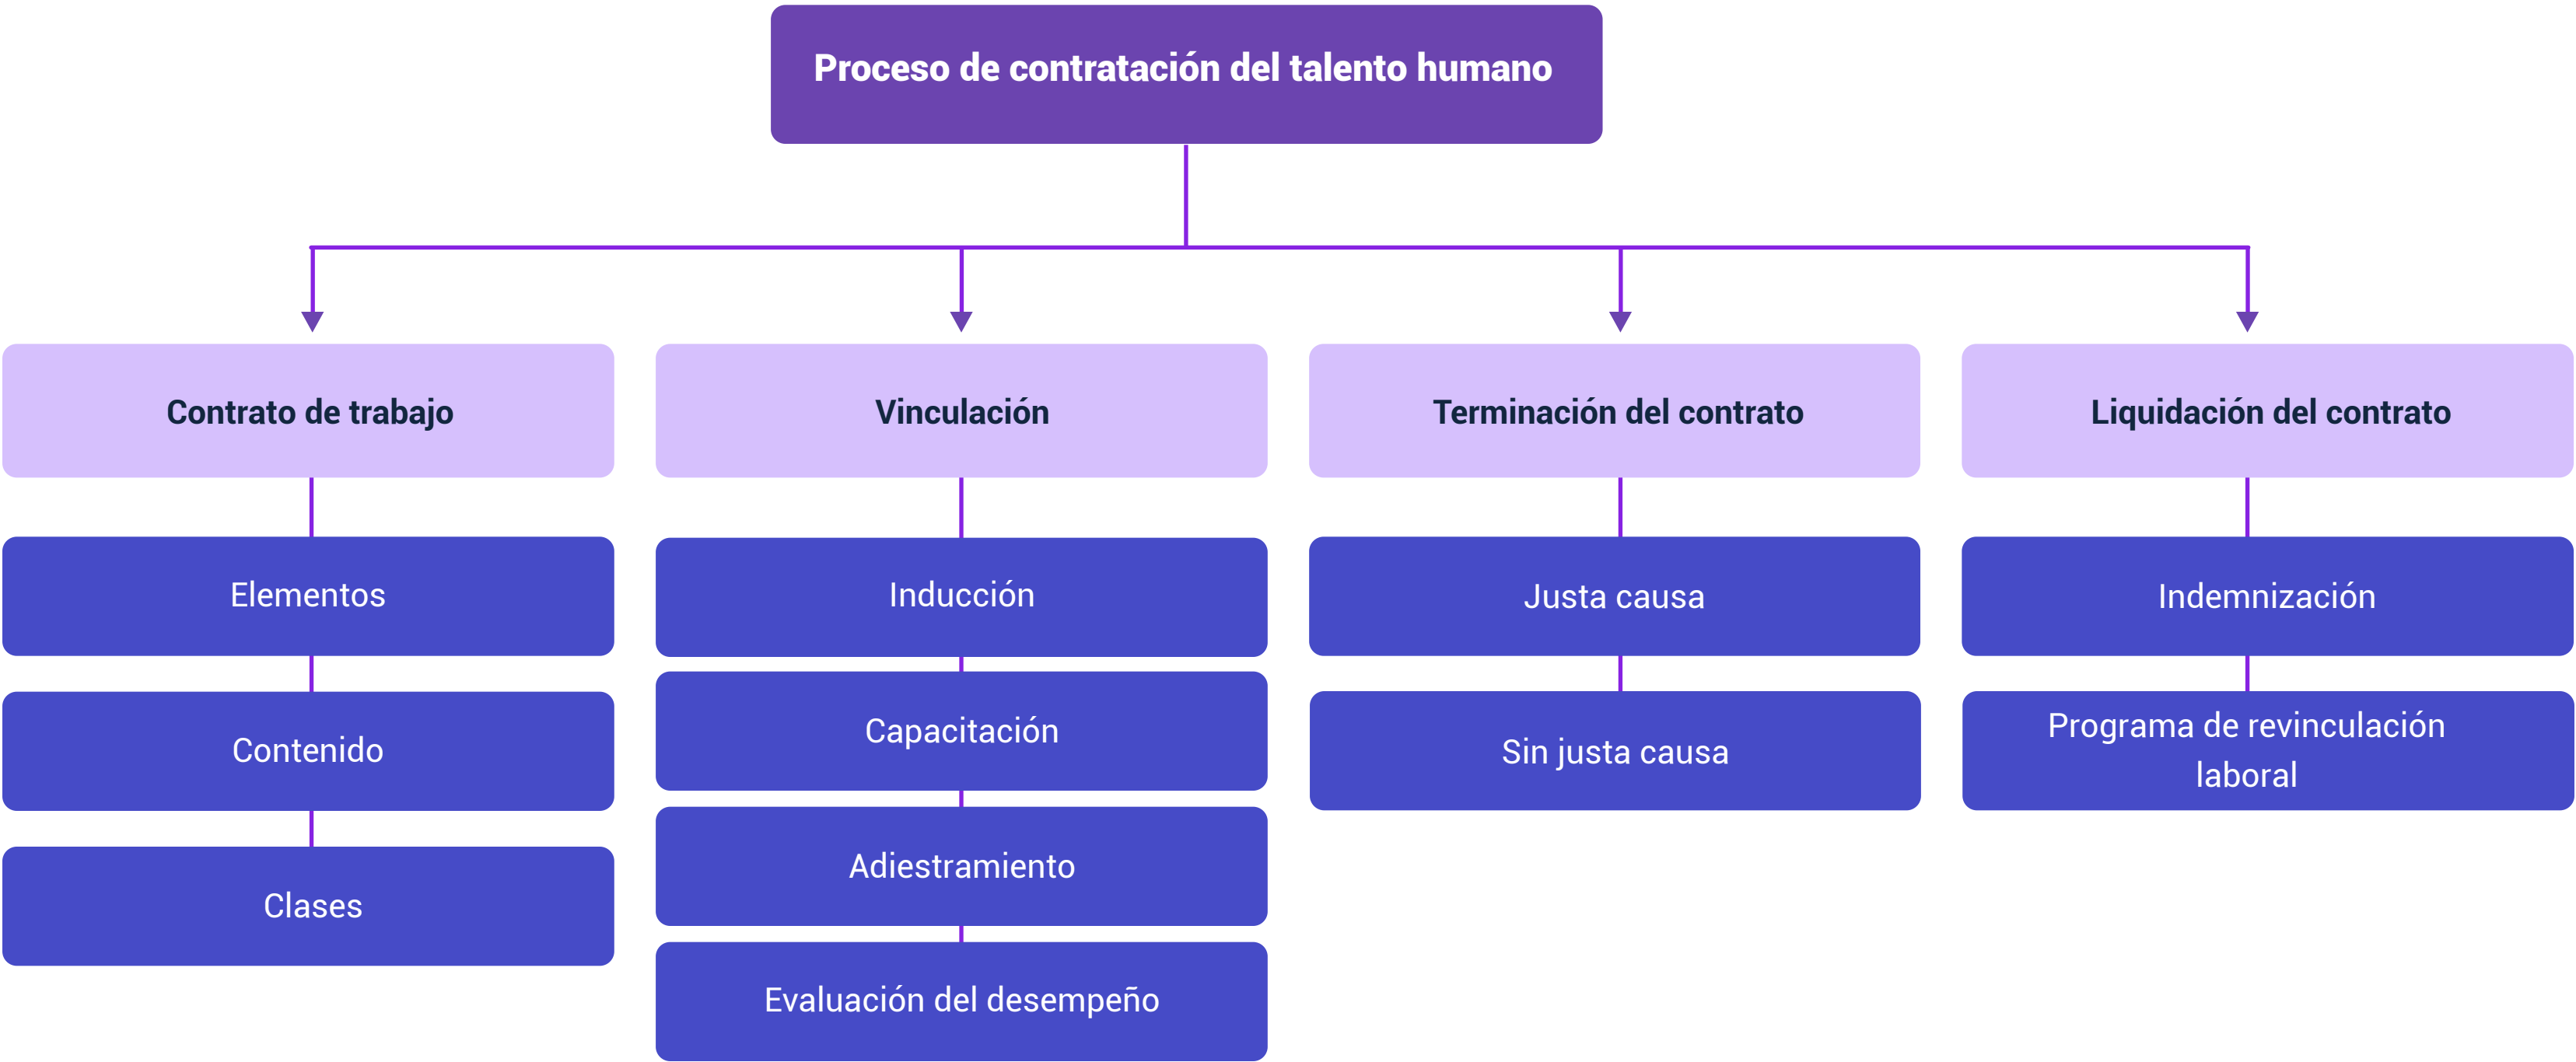 Proceso de contratación del talento humano
Contrato de trabajo
Elementos
Contenido
Clases
Vinculación
Inducción
Capacitación
Adiestramiento
Evaluación del desempeño
Terminación del contrato
Justa causa
Sin justa causa
Liquidación del contrato
Indemnización
Programa de revinculación
laboral